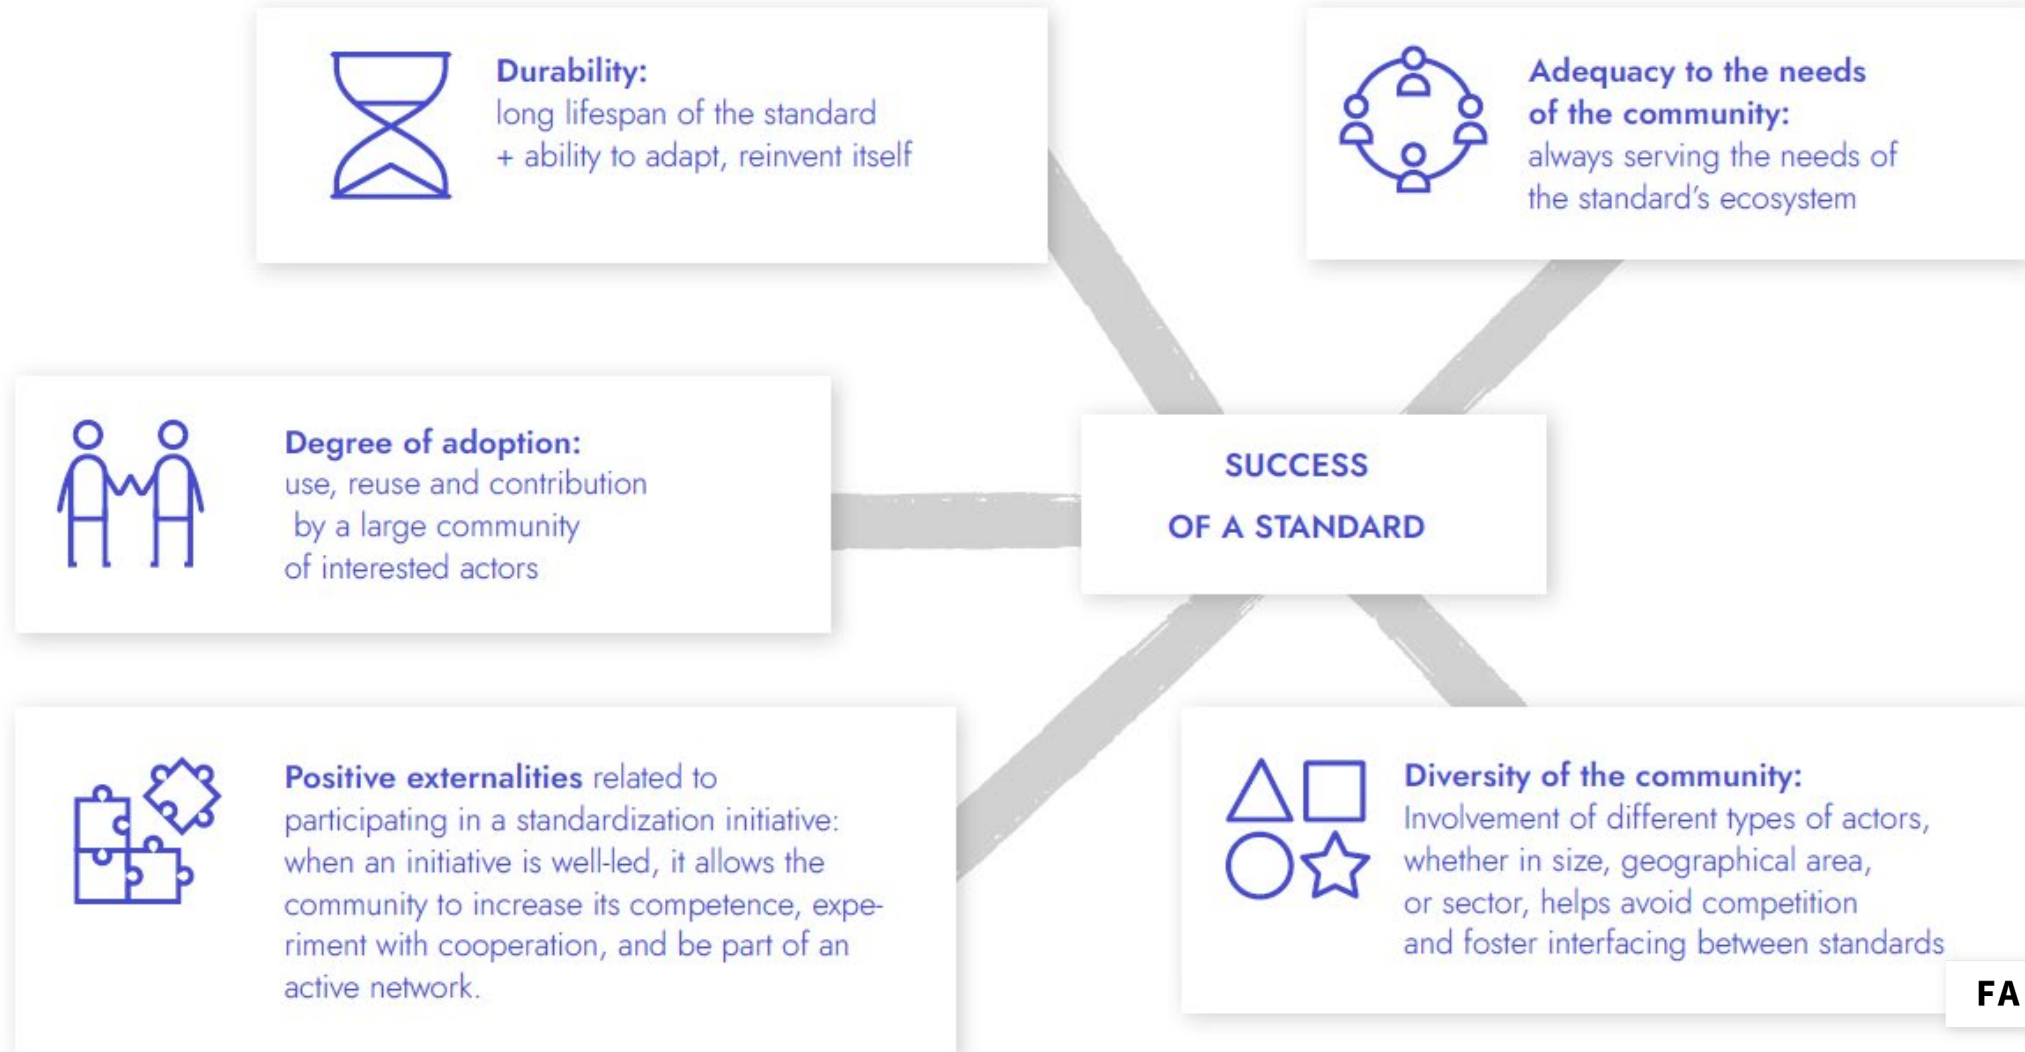 Durability:
long lifespan of the standard
+ ability to adapt, reinvent itself
Adequacy to the needs
of the community:
always serving the needs of
the standard’s ecosystem
Degree of adoption:
use, reuse and contribution
by a large community
of interested actors
SUCCESS
OF A STANDARD
Positive externalities related to
participating in a standardization initiative:
when an initiative is well-led, it allows the
community to increase its competence, expe-
riment with cooperation, and be part of an
active network.
Diversity of the community:
Involvement of different types of actors,
whether in size, geographical area,
or sector, helps avoid competition
and foster interfacing between standards
FA